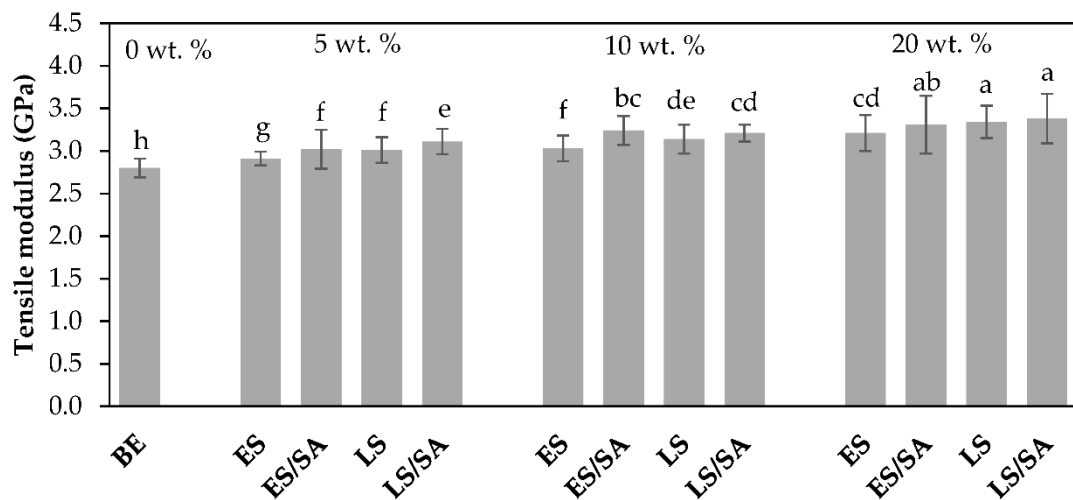 Tensile modulus (GPa)
4.5
4.0
3.5
3.0
2.5
2.0
1.5
1.0
0.5
0.0
0 wt. % 5 wt. % 10 wt. % 20 wt. %
h g f f e f bc de cd cd ab a a
BE ES ES/SA LS LS/SA ES ES/SA LS LS/SA ES ES/SA LS LS/SA